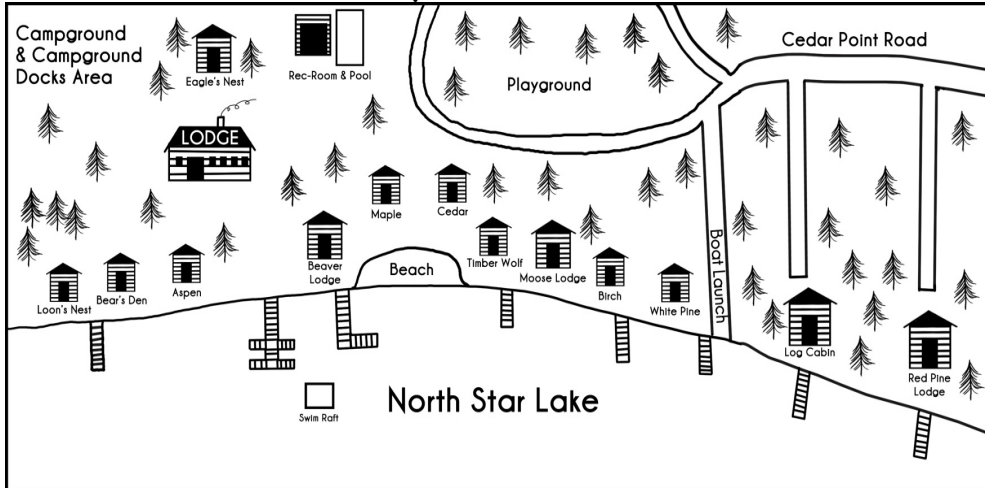 Campground
& Campground
Docks Area
Eagle's Nest
Rec-Room & Pool
Playground
Cedar Point Road
LODGE
Maple
Cedar
Loon's Nest
Bear's Den
Aspen
Beaver
Lodge
Beach
Timber Wolf
Moose Lodge
Birch
White Pine
Boat Launch
Log Cabin
Red Pine
Lodge
Swim Raft
North Star Lake